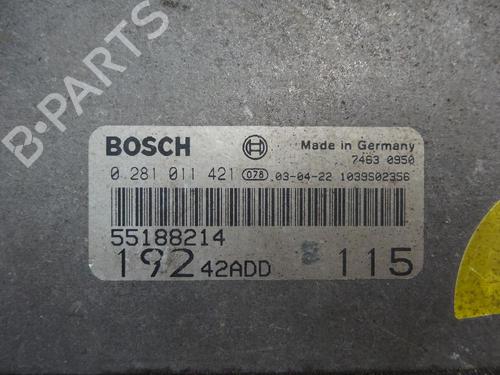 B-PARTS
BOSCH
Made in Germany
7463 0950
0 281 011 421 078 03-04-22 1039S02356
55188214
192 42ADD 115